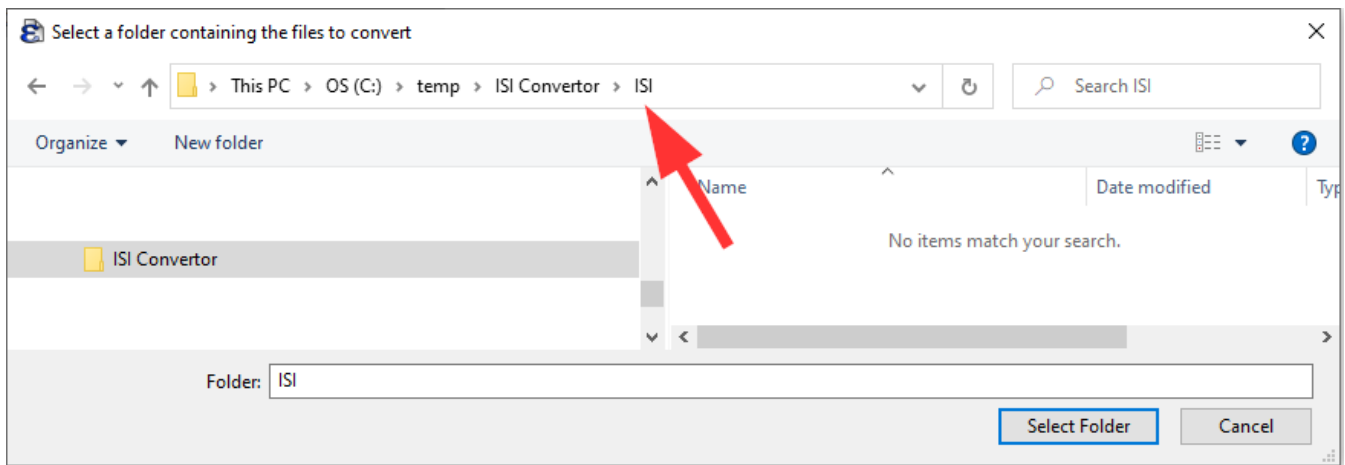 Select a folder containing the files to convert
This PC > OS (C:) > temp > ISI Convertor > ISI
Search ISI
Organize
New folder
Name
Date modified
Typ
No items match your search.
ISI Convertor
Folder: ISI
Select Folder
Cancel